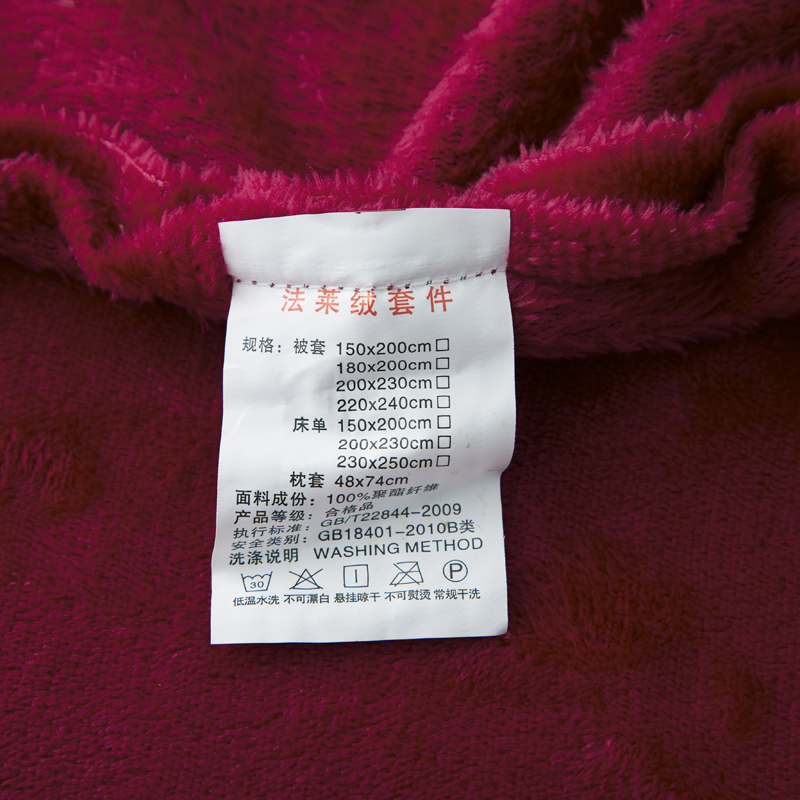 法莱绒套件
规格：被套 150x200cm□
180x200cm□
200x230cm□
220x240cm□
床单 150x200cm□
200x230cm□
230x250cm□
枕套 48x74cm
面料成份：100%聚酯纤维
产品等级：合格品
执行标准：GB/T22844-2009
安全类别：GB18401-2010B类
洗涤说明 WASHING METHOD
30 P
低温水洗 不可漂白 悬挂晾干 不可熨烫 常规干洗